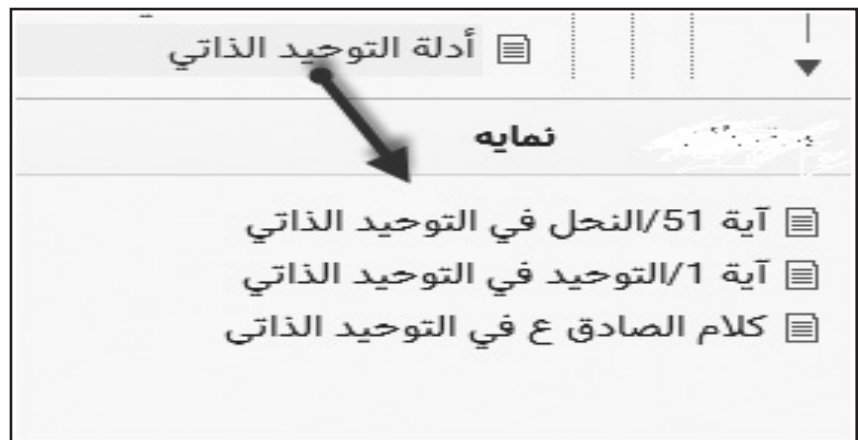 أدلة التوحيد الذاتي
نمايه
آية 51/النحل في التوحيد الذاتي
آية 1/التوحيد في التوحيد الذاتي
كلام الصادق ع في التوحيد الذاتى